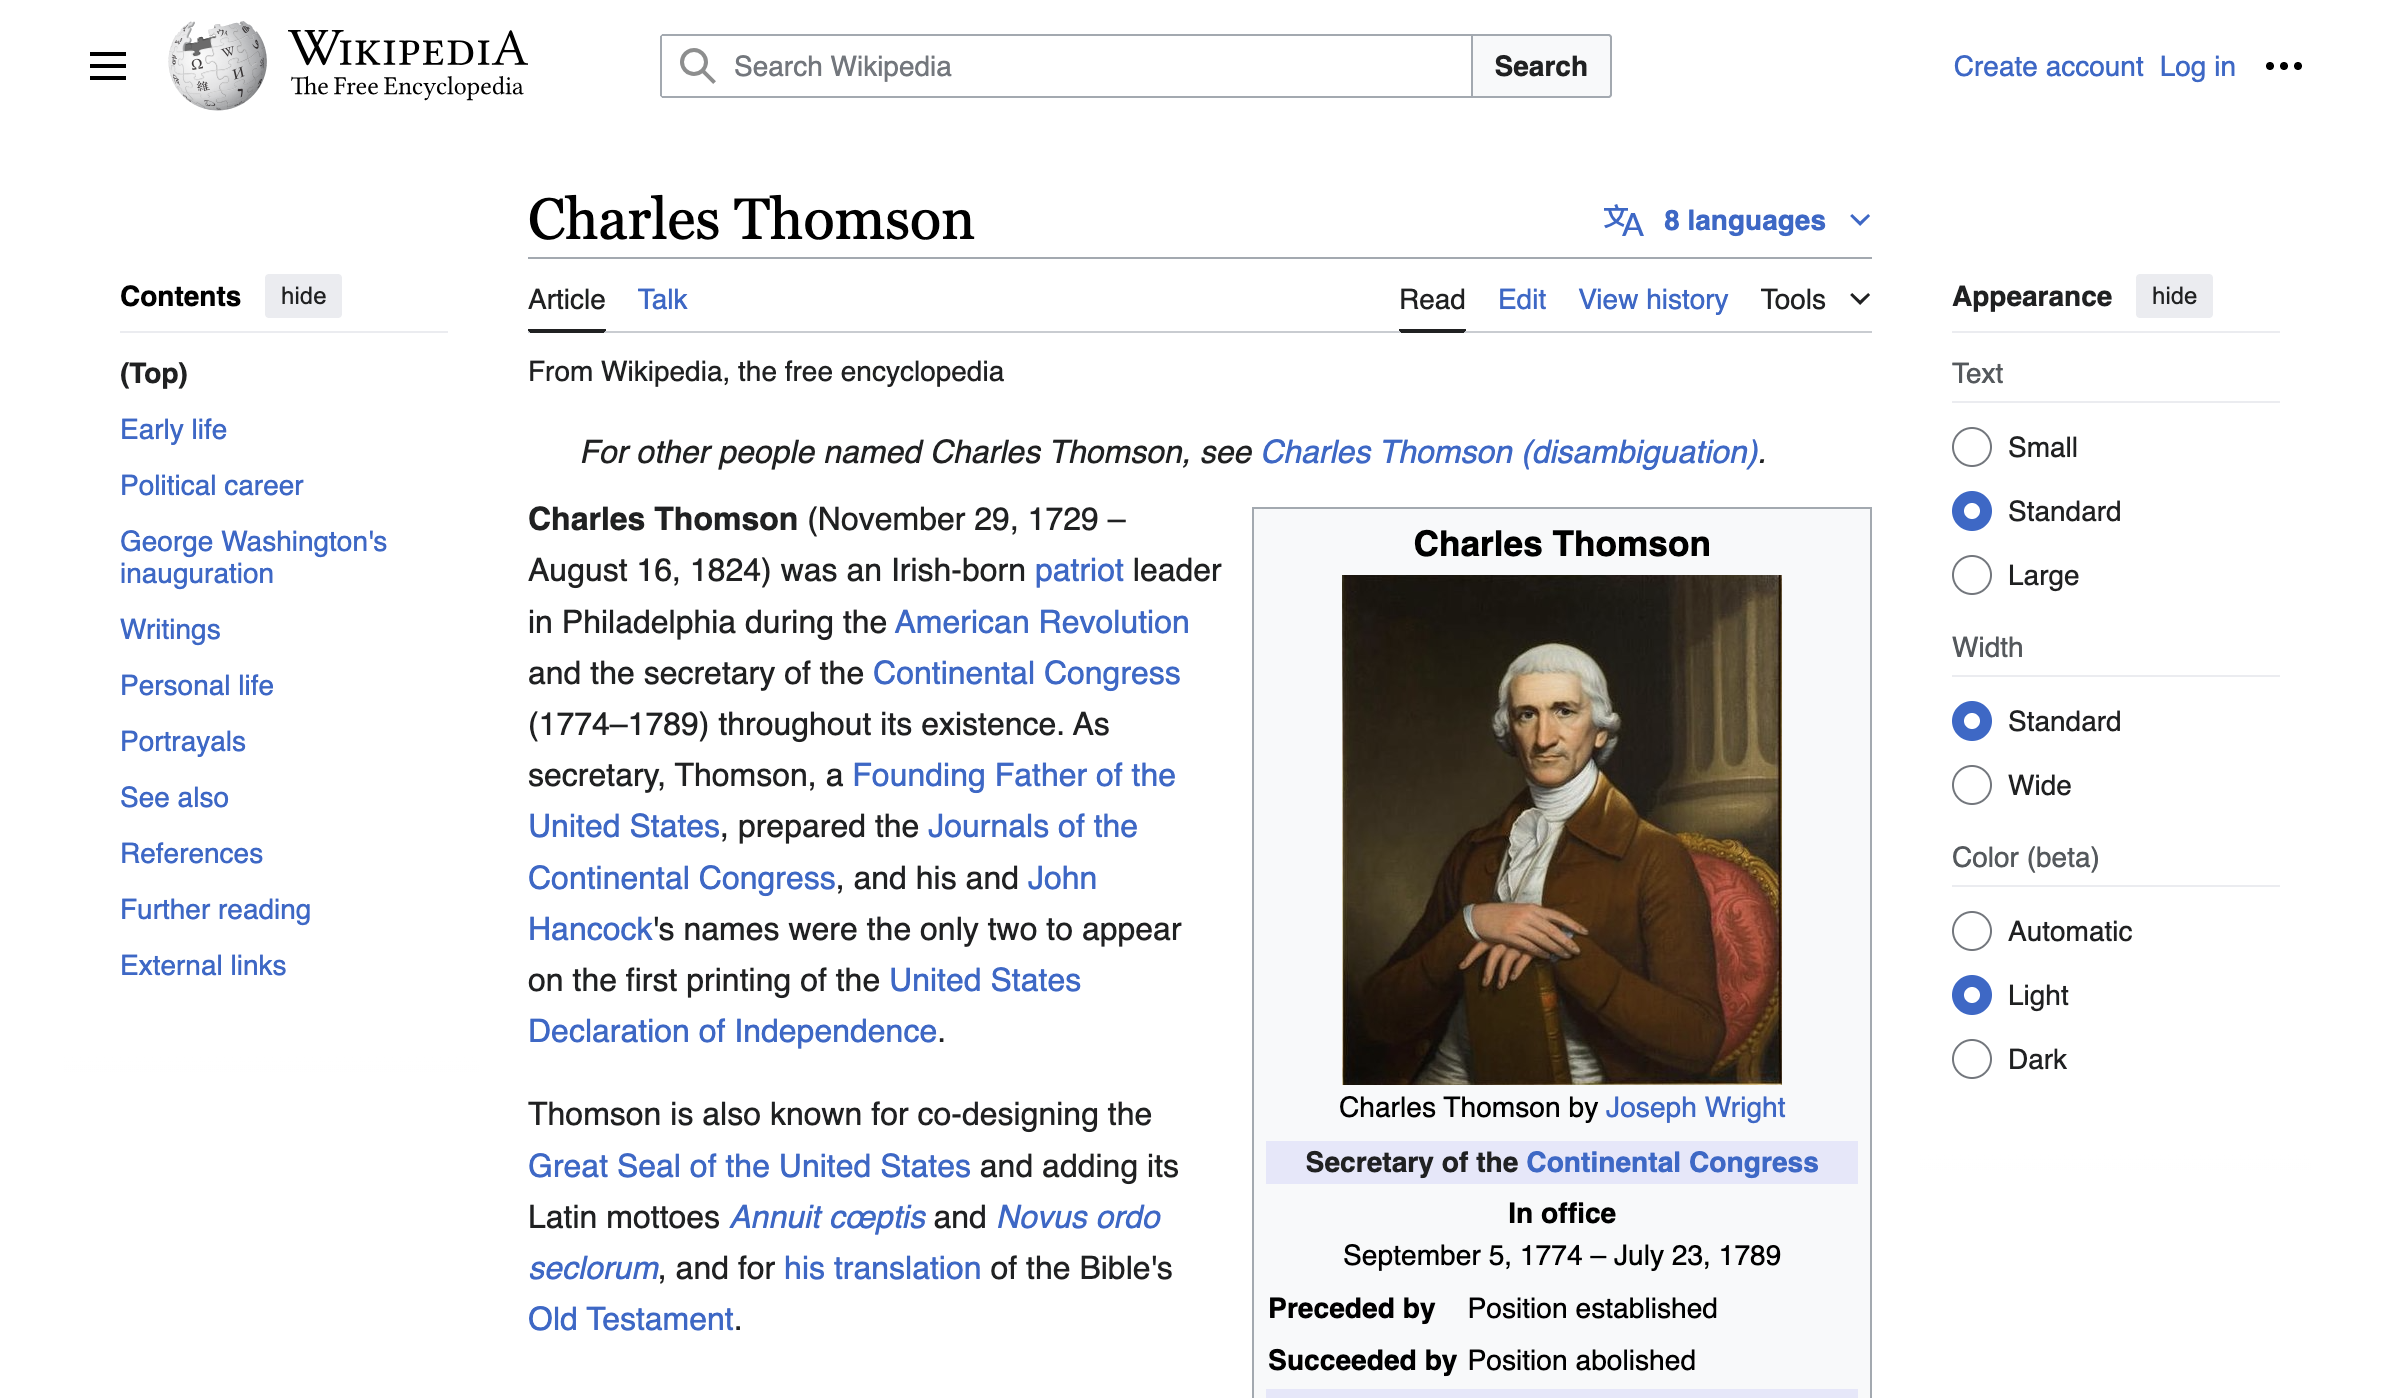 WIKIPEDIA
The Free Encyclopedia
Search Wikipedia
Search
Create account Log in
Charles Thomson
8 languages
Contents hide
(Top)
Early life
Political career
George Washington's
inauguration
Writings
Personal life
Portrayals
See also
References
Further reading
External links
Article Talk
Read Edit View history Tools
From Wikipedia, the free encyclopedia
For other people named Charles Thomson, see Charles Thomson (disambiguation).
Charles Thomson (November 29, 1729 –
August 16, 1824) was an Irish-born patriot leader
in Philadelphia during the American Revolution
and the secretary of the Continental Congress
(1774–1789) throughout its existence. As
secretary, Thomson, a Founding Father of the
United States, prepared the Journals of the
Continental Congress, and his and John
Hancock's names were the only two to appear
on the first printing of the United States
Declaration of Independence.
Thomson is also known for co-designing the
Great Seal of the United States and adding its
Latin mottoes Annuit cœptis and Novus ordo
seclorum, and for his translation of the Bible's
Old Testament.
Charles Thomson
Charles Thomson by Joseph Wright
Secretary of the Continental Congress
In office
September 5, 1774 – July 23, 1789
Preceded by Position established
Succeeded by Position abolished
Appearance hide
Text
Small
Standard
Large
Width
Standard
Wide
Color (beta)
Automatic
Light
Dark